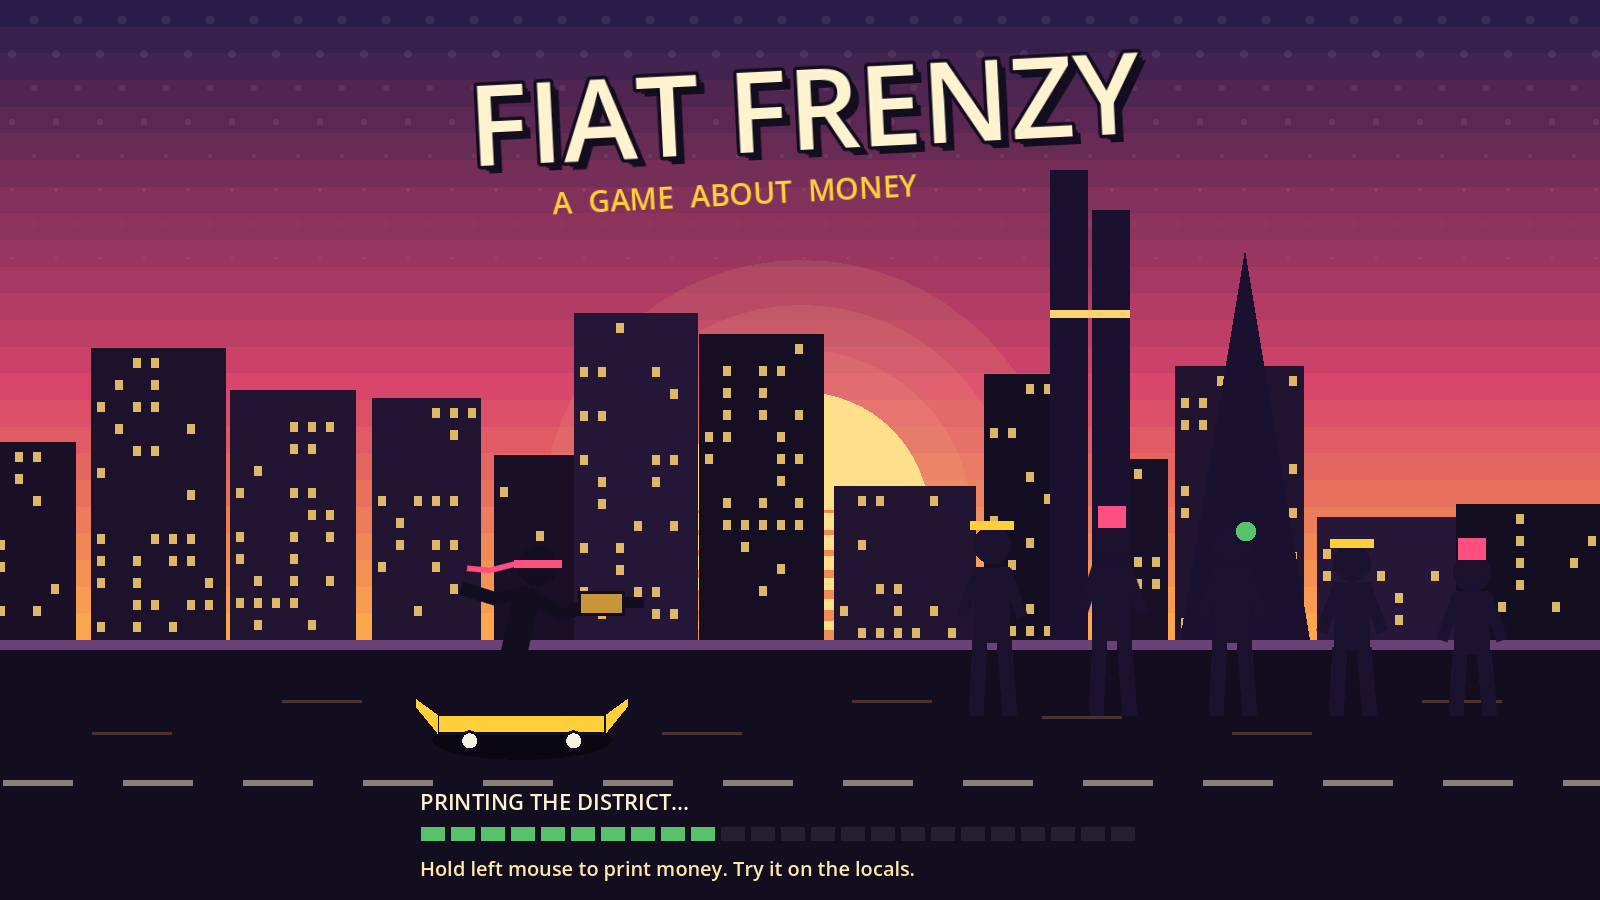 FIAT FRENZY
A GAME ABOUT MONEY
PRINTING THE DISTRICT...
Hold left mouse to print money. Try it on the locals.